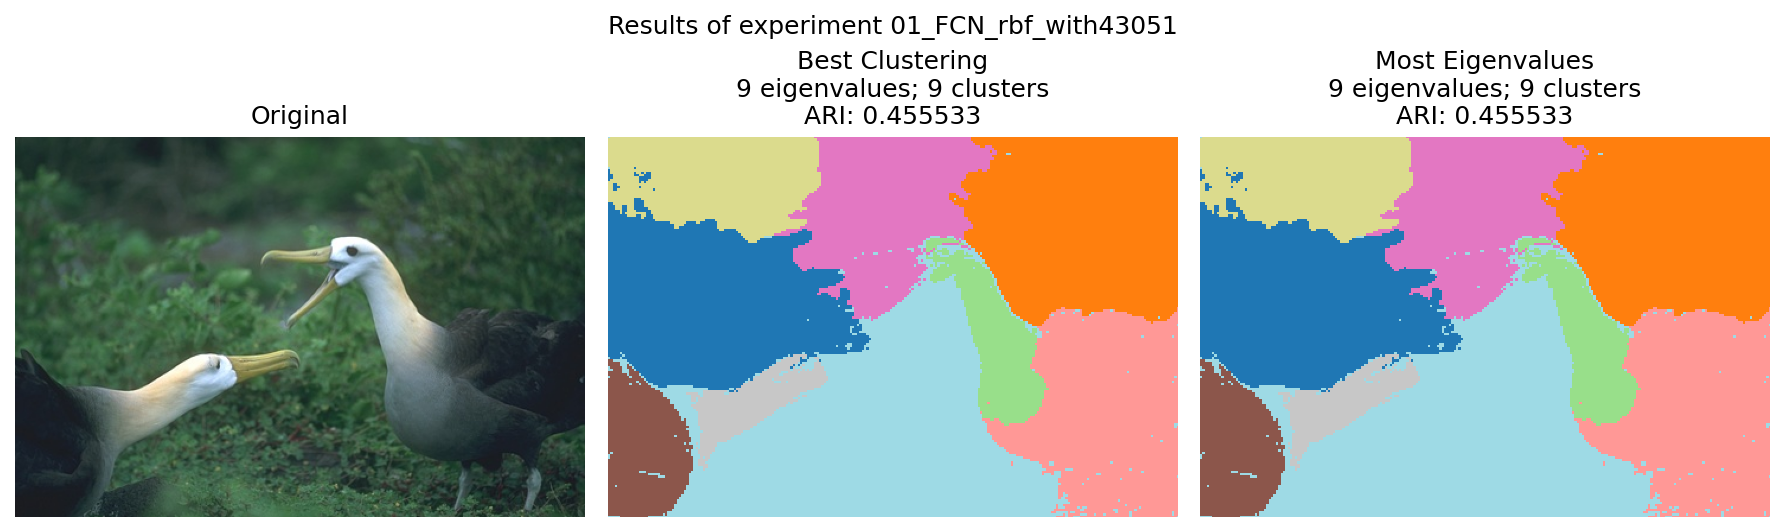 Results of experiment 01_FCN_rbf_with43051
Original
Best Clustering
9 eigenvalues; 9 clusters
ARI: 0.455533
Most Eigenvalues
9 eigenvalues; 9 clusters
ARI: 0.455533